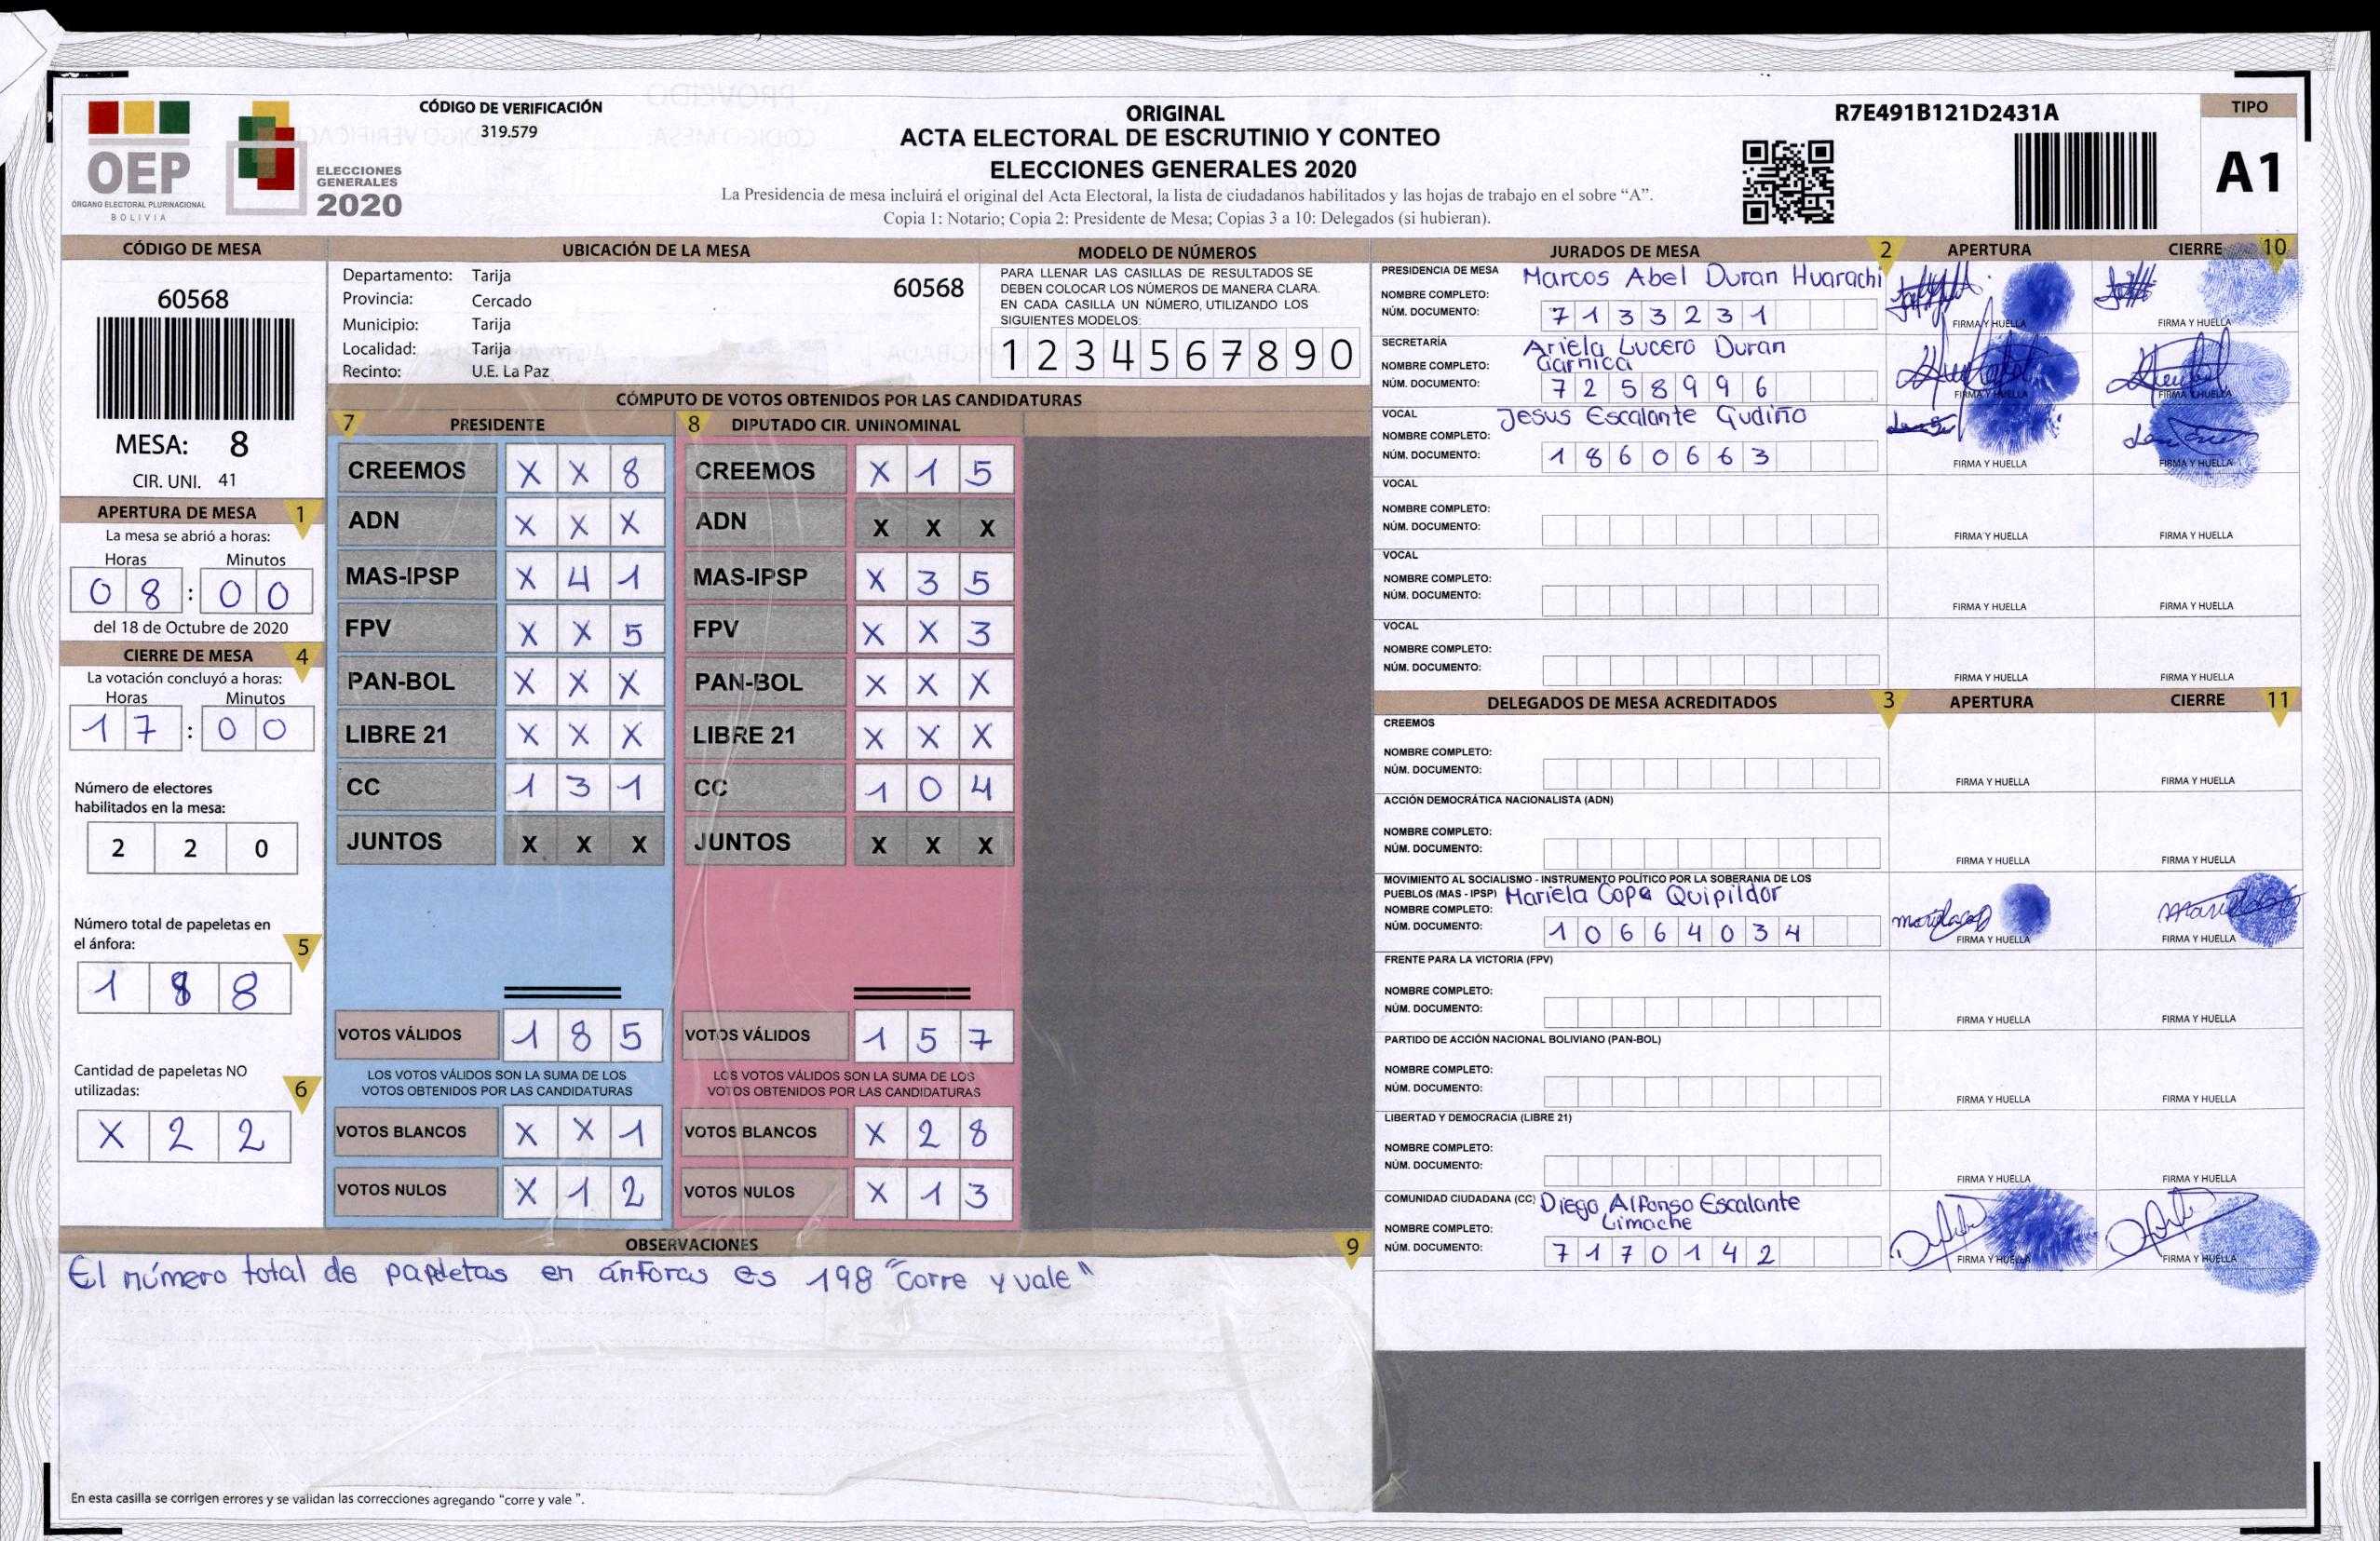 CÓDIGO DE VERIFICACIÓN
319.579
OEP
ÓRGANO ELECTORAL PLURINACIONAL
BOLIVIA
ELECCIONES
GENERALES
2020
ORIGINAL
ACTA ELECTORAL DE ESCRUTINIO Y CONTEO
ELECCIONES GENERALES 2020
La Presidencia de mesa incluirá el original del Acta Electoral, la lista de ciudadanos habilitados y las hojas de trabajo en el sobre “A”.
Copia 1: Notario; Copia 2: Presidente de Mesa; Copias 3 a 10: Delegados (si hubieran).
R7E491B121D2431A
TIPO
A1
CÓDIGO DE MESA
60568
MESA: 8
CIR. UNI. 41
APERTURA DE MESA 1
La mesa se abrió a horas:
Horas Minutos
0 8 : 0 0
del 18 de Octubre de 2020
CIERRE DE MESA 4
La votación concluyó a horas:
Horas Minutos
1 7 : 0 0
Número de electores
habilitados en la mesa:
2 2 0
Número total de papeletas en
el ánfora: 5
1 8 8
Cantidad de papeletas NO
utilizadas: 6
X 2 2
UBICACIÓN DE LA MESA
Departamento: Tarija
60568
Provincia: Cercado
Municipio: Tarija
Localidad: Tarija
Recinto: U.E. La Paz
MODELO DE NÚMEROS
PARA LLENAR LAS CASILLAS DE RESULTADOS SE
DEBEN COLOCAR LOS NÚMEROS DE MANERA CLARA.
EN CADA CASILLA UN NÚMERO, UTILIZANDO LOS
SIGUIENTES MODELOS:
1 2 3 4 5 6 7 8 9 0
CÓMPUTO DE VOTOS OBTENIDOS POR LAS CANDIDATURAS
7 PRESIDENTE
CREEMOS X X 8
ADN X X X
MAS-IPSP X 4 1
FPV X X 5
PAN-BOL X X X
LIBRE 21 X X X
CC 1 3 1
JUNTOS X X X
VOTOS VÁLIDOS 1 8 5
LOS VOTOS VÁLIDOS SON LA SUMA DE LOS
VOTOS OBTENIDOS POR LAS CANDIDATURAS
VOTOS BLANCOS X X 1
VOTOS NULOS X 1 2
8 DIPUTADO CIR. UNINOMINAL
CREEMOS X 1 5
ADN X X X
MAS-IPSP X 3 5
FPV X X 3
PAN-BOL X X X
LIBRE 21 X X X
CC 1 0 4
JUNTOS X X X
VOTOS VÁLIDOS 1 5 7
LOS VOTOS VÁLIDOS SON LA SUMA DE LOS
VOTOS OBTENIDOS POR LAS CANDIDATURAS
VOTOS BLANCOS X 2 8
VOTOS NULOS X 1 3
OBSERVACIONES 9
El número total de papeletas en ánforas es 198 "corre y vale"
En esta casilla se corrigen errores y se validan las correcciones agregando “corre y vale ”.
JURADOS DE MESA 2 APERTURA CIERRE 10
PRESIDENCIA DE MESA Marcos Abel Duran Huarachi
NOMBRE COMPLETO:
NÚM. DOCUMENTO: 7 1 3 3 2 3 1
FIRMA Y HUELLA FIRMA Y HUELLA
SECRETARÍA Ariela Lucero Duran
NOMBRE COMPLETO: Garnica
NÚM. DOCUMENTO: 7 2 5 8 9 9 6
FIRMA Y HUELLA FIRMA Y HUELLA
VOCAL Jesus Escalante Gudiño
NOMBRE COMPLETO:
NÚM. DOCUMENTO: 1 8 6 0 6 6 3
FIRMA Y HUELLA FIRMA Y HUELLA
VOCAL
NOMBRE COMPLETO:
NÚM. DOCUMENTO:
FIRMA Y HUELLA FIRMA Y HUELLA
VOCAL
NOMBRE COMPLETO:
NÚM. DOCUMENTO:
FIRMA Y HUELLA FIRMA Y HUELLA
VOCAL
NOMBRE COMPLETO:
NÚM. DOCUMENTO:
FIRMA Y HUELLA FIRMA Y HUELLA
DELEGADOS DE MESA ACREDITADOS 3 APERTURA CIERRE 11
CREEMOS
NOMBRE COMPLETO:
NÚM. DOCUMENTO:
FIRMA Y HUELLA FIRMA Y HUELLA
ACCIÓN DEMOCRÁTICA NACIONALISTA (ADN)
NOMBRE COMPLETO:
NÚM. DOCUMENTO:
FIRMA Y HUELLA FIRMA Y HUELLA
MOVIMIENTO AL SOCIALISMO - INSTRUMENTO POLÍTICO POR LA SOBERANIA DE LOS
PUEBLOS (MAS - IPSP) Mariela Copa Quipildor
NOMBRE COMPLETO:
NÚM. DOCUMENTO: 1 0 6 6 4 0 3 4
FIRMA Y HUELLA FIRMA Y HUELLA
FRENTE PARA LA VICTORIA (FPV)
NOMBRE COMPLETO:
NÚM. DOCUMENTO:
FIRMA Y HUELLA FIRMA Y HUELLA
PARTIDO DE ACCIÓN NACIONAL BOLIVIANO (PAN-BOL)
NOMBRE COMPLETO:
NÚM. DOCUMENTO:
FIRMA Y HUELLA FIRMA Y HUELLA
LIBERTAD Y DEMOCRACIA (LIBRE 21)
NOMBRE COMPLETO:
NÚM. DOCUMENTO:
FIRMA Y HUELLA FIRMA Y HUELLA
COMUNIDAD CIUDADANA (CC) Diego Alfonso Escalante
Limache
NOMBRE COMPLETO:
NÚM. DOCUMENTO: 7 1 7 0 1 4 2
FIRMA Y HUELLA FIRMA Y HUELLA